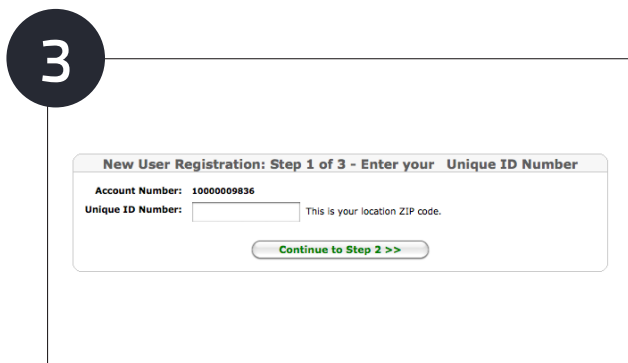 3
New User Registration: Step 1 of 3 - Enter your Unique ID Number
Account Number: 10000009836
Unique ID Number: This is your location ZIP code.
Continue to Step 2 >>